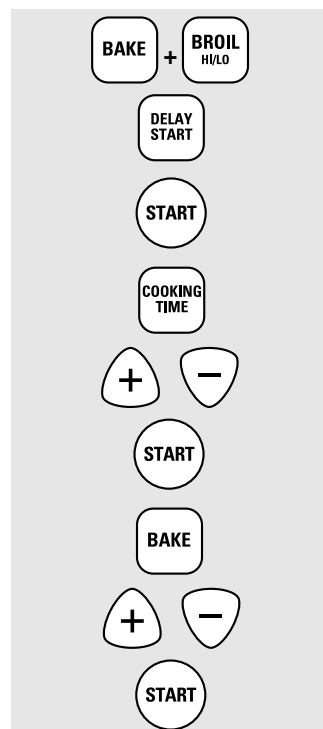 BAKE + BROIL
HI/LO
DELAY
START
START
COOKING
TIME
+ −
START
BAKE
+ −
START